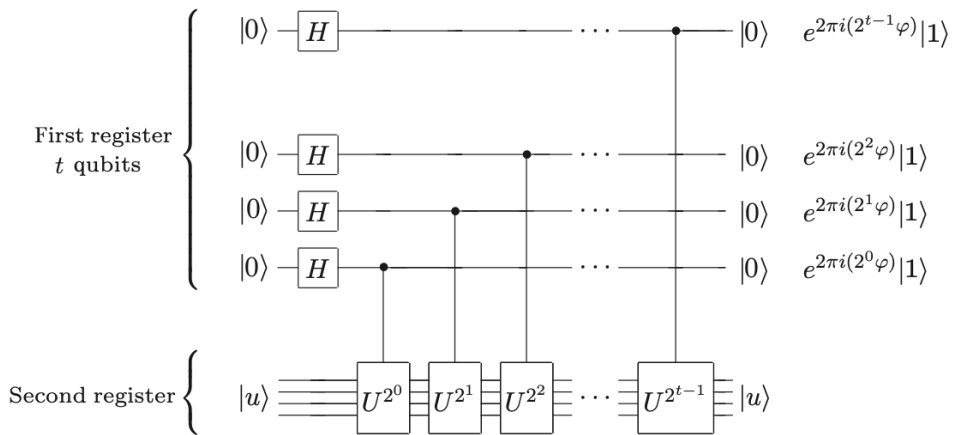 |0⟩ H ··· |0⟩ e^{2πi(2^{t−1}φ)}|1⟩
First register
t qubits
|0⟩ H ··· |0⟩ e^{2πi(2^2φ)}|1⟩
|0⟩ H ··· |0⟩ e^{2πi(2^1φ)}|1⟩
|0⟩ H ··· |0⟩ e^{2πi(2^0φ)}|1⟩
Second register |u⟩ U^{2^0} U^{2^1} U^{2^2} ··· U^{2^{t−1}} |u⟩